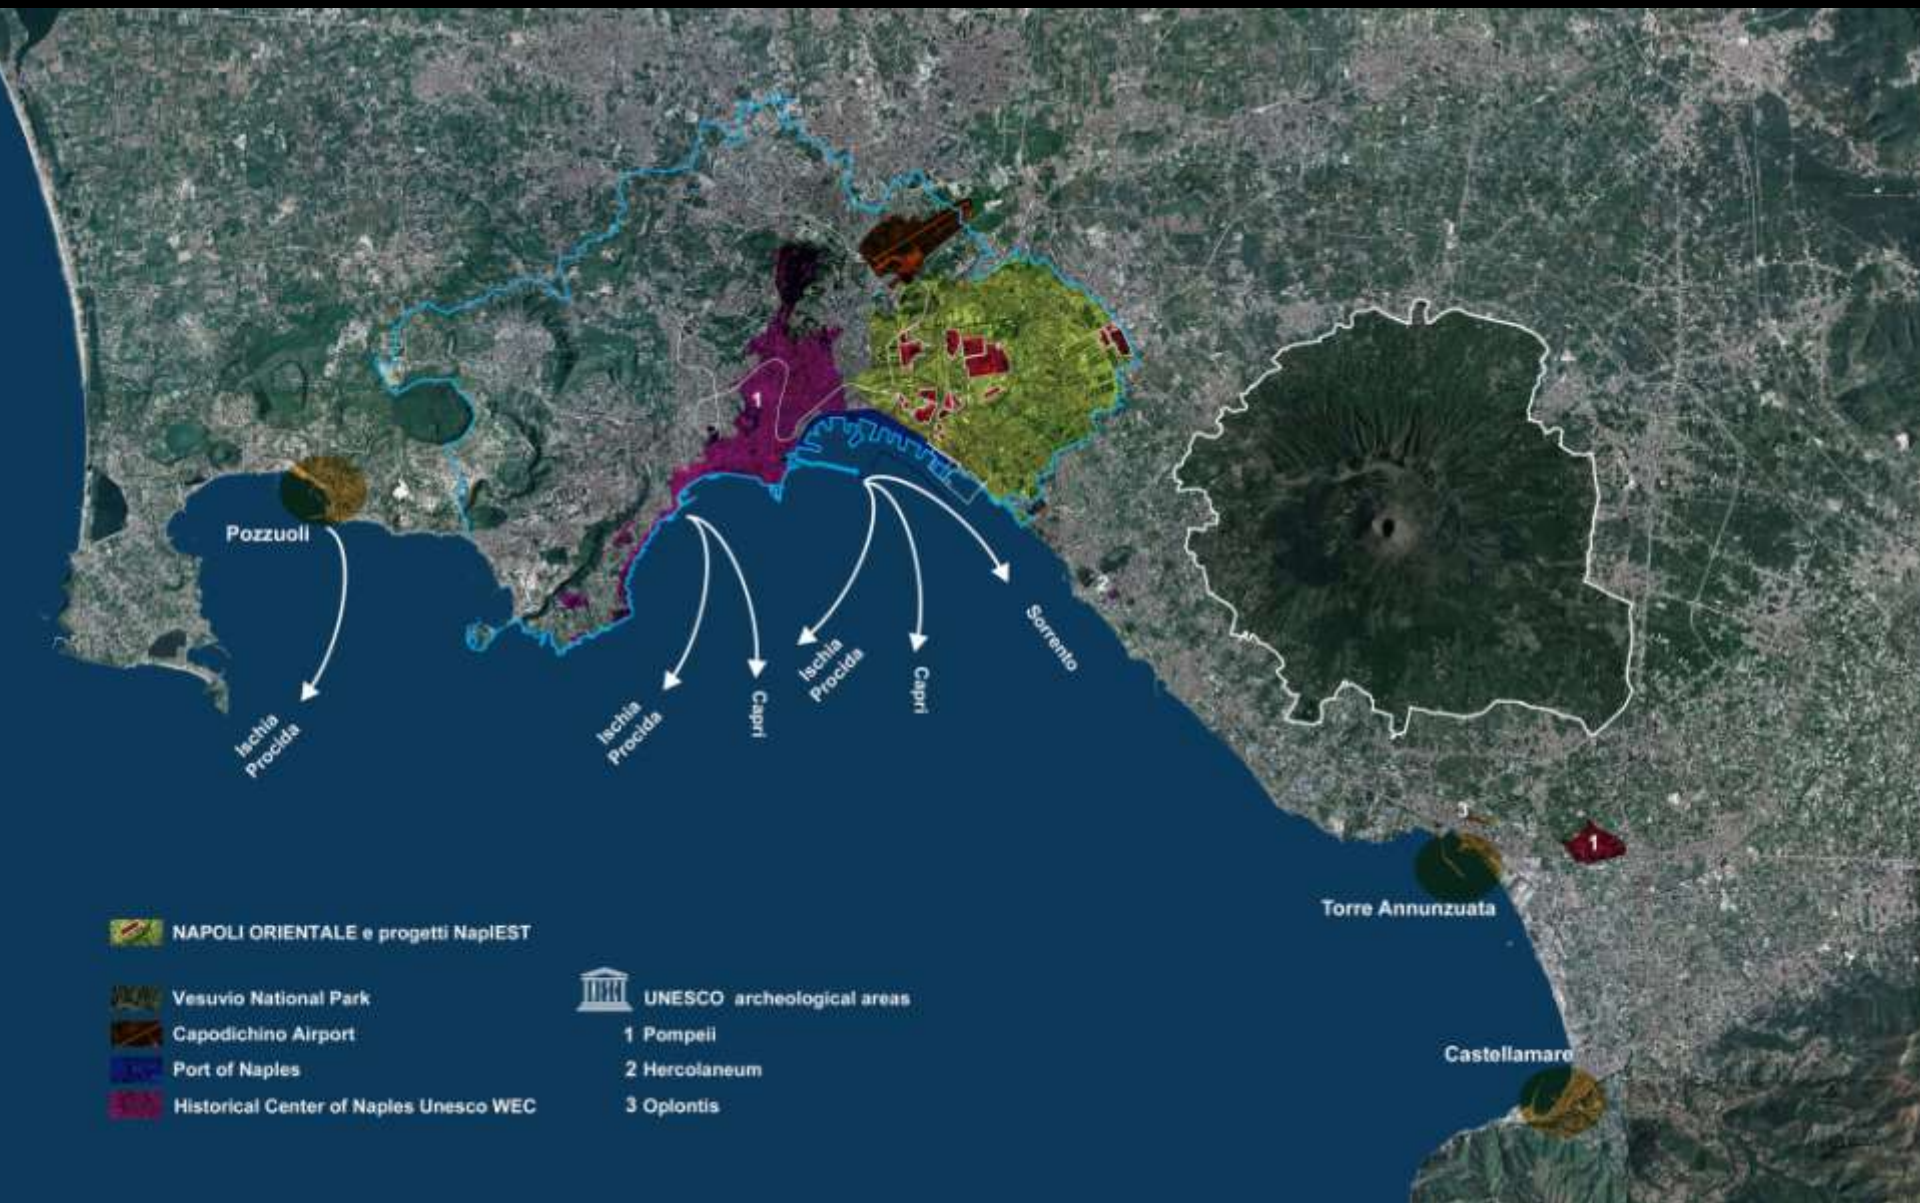 1
Pozzuoli
2
Sorrento
Ischia
Procida
Ischia
Procida
Capri
Ischia
Procida
Capri
3
1
Torre Annunzuata
NAPOLI ORIENTALE e progetti NaplEST
Vesuvio National Park
Capodichino Airport
Port of Naples
Historical Center of Naples Unesco WEC
UNESCO archeological areas
1 Pompeii
2 Hercolaneum
3 Oplontis
Castellamare